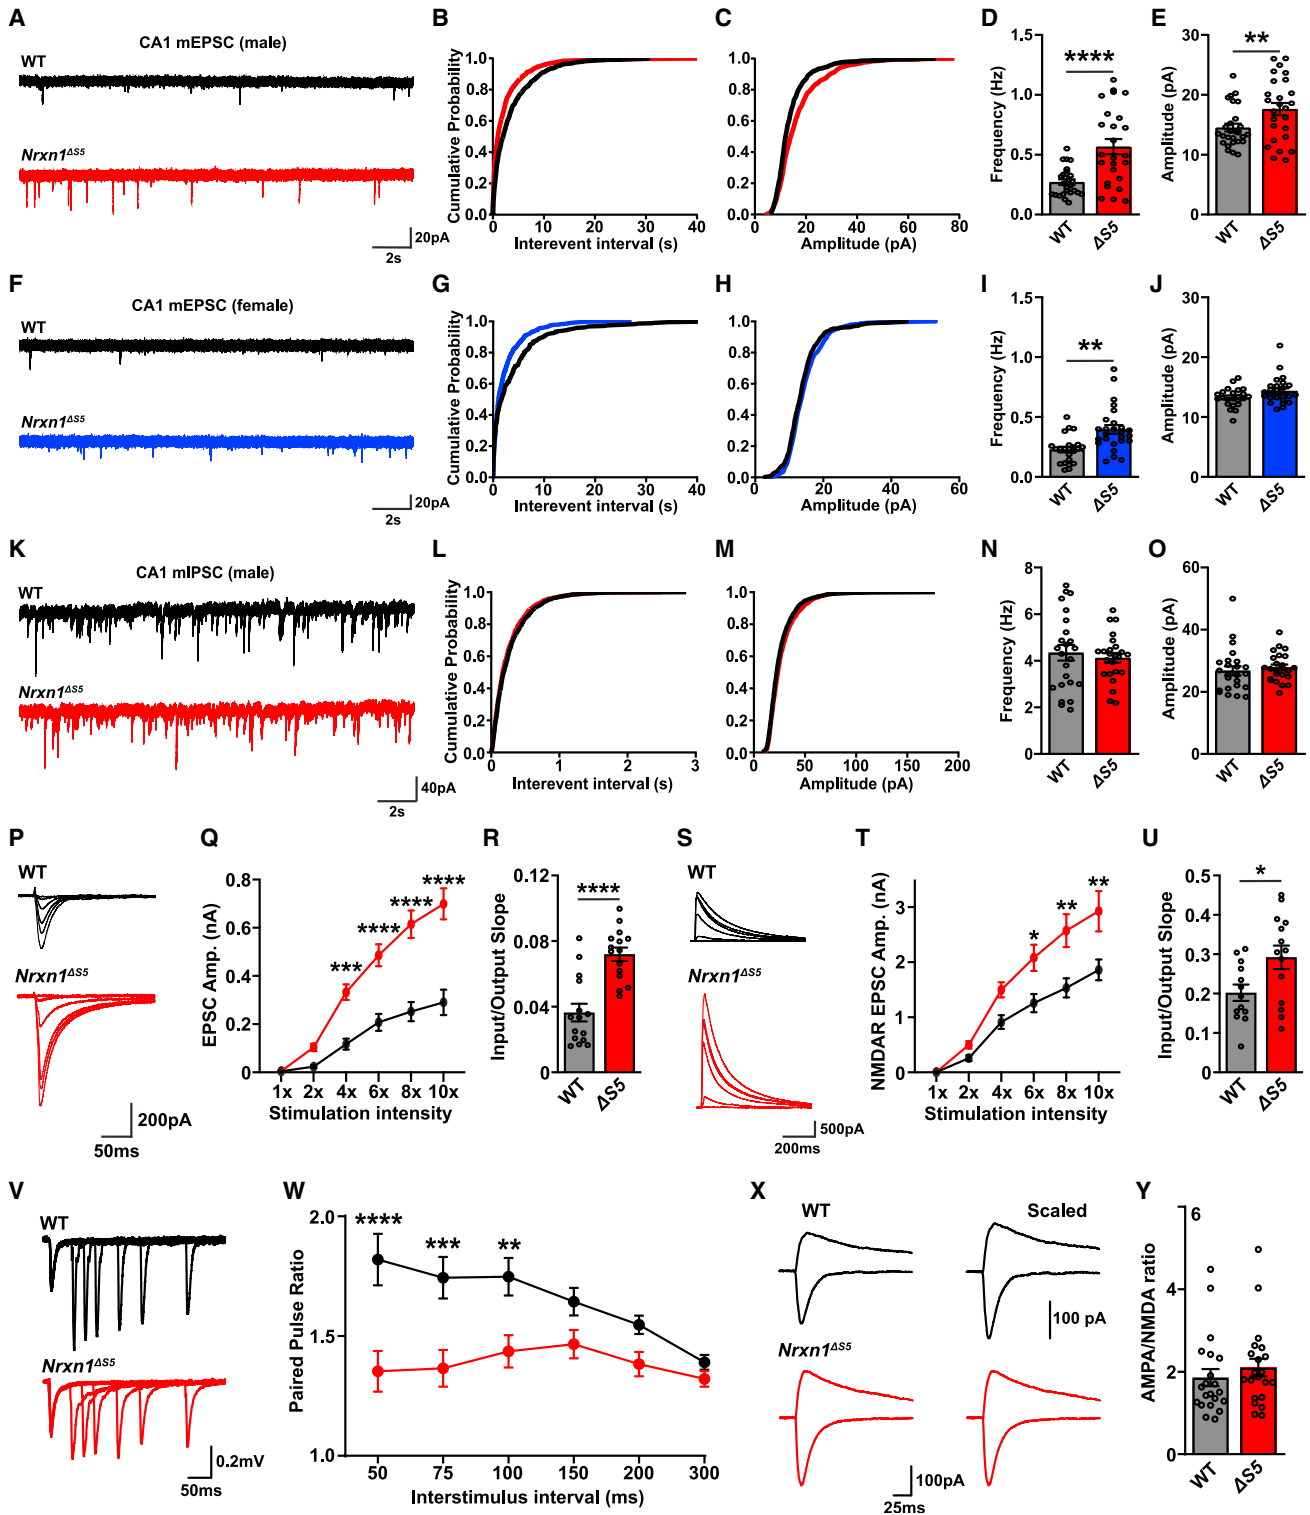 A
CA1 mEPSC (male)
WT
Nrxn1ΔS5
20pA
2s
B
Cumulative Probability
1.0
0.8
0.6
0.4
0.2
0.0
0 10 20 30 40
Interevent interval (s)
C
1.0
0.8
0.6
0.4
0.2
0.0
0 20 40 60 80
Amplitude (pA)
D
Frequency (Hz)
1.5
1.0
0.5
0.0
****
WT ΔS5
E
Amplitude (pA)
30
20
10
0
**
WT ΔS5
F
CA1 mEPSC (female)
WT
Nrxn1ΔS5
20pA
2s
G
Cumulative Probability
1.0
0.8
0.6
0.4
0.2
0.0
0 10 20 30 40
Interevent interval (s)
H
1.0
0.8
0.6
0.4
0.2
0.0
0 20 40 60
Amplitude (pA)
I
Frequency (Hz)
1.5
1.0
0.5
0.0
**
WT ΔS5
J
Amplitude (pA)
30
20
10
0
WT ΔS5
K
CA1 mIPSC (male)
WT
Nrxn1ΔS5
40pA
2s
L
Cumulative Probability
1.0
0.8
0.6
0.4
0.2
0.0
0 1 2 3
Interevent interval (s)
M
1.0
0.8
0.6
0.4
0.2
0.0
0 50 100 150 200
Amplitude (pA)
N
Frequency (Hz)
8
6
4
2
0
WT ΔS5
O
Amplitude (pA)
60
40
20
0
WT ΔS5
P
WT
Nrxn1ΔS5
200pA
50ms
Q
EPSC Amp. (nA)
0.8
0.6
0.4
0.2
0
*** **** **** ****
1x 2x 4x 6x 8x 10x
Stimulation intensity
R
Input/Output Slope
0.12
0.08
0.04
0
****
WT ΔS5
S
WT
Nrxn1ΔS5
500pA
200ms
T
NMDAR EPSC Amp. (nA)
3
2
1
0
* ** **
1x 2x 4x 6x 8x 10x
Stimulation intensity
U
Input/Output Slope
0.5
0.4
0.3
0.2
0.1
0
*
WT ΔS5
V
WT
Nrxn1ΔS5
0.2mV
50ms
W
Paired Pulse Ratio
2.0
1.5
1.0
**** *** **
50 75 100 150 200 300
Interstimulus interval (ms)
X
WT Scaled
100 pA
Nrxn1ΔS5
100pA
25ms
Y
AMPA/NMDA ratio
6
4
2
0
WT ΔS5